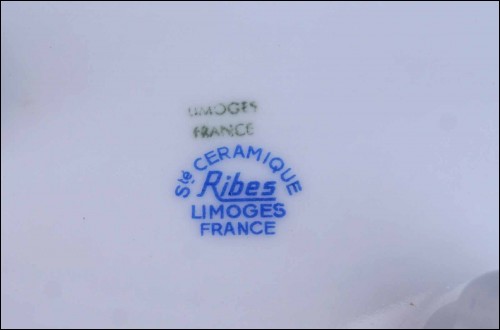 LIMOGES
FRANCE
Sté CERAMIQUE
Ribes
LIMOGES
FRANCE